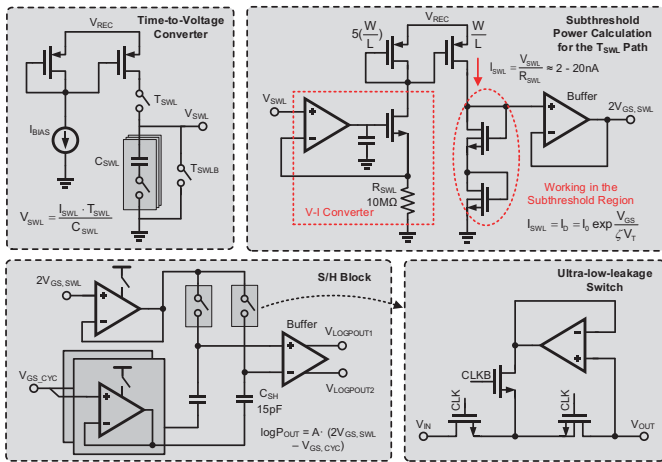 Time-to-Voltage
Converter
V_REC
T_SWL
V_SWL
I_BIAS
C_SWL
T_SWLB
V_SWL = I_SWL · T_SWL / C_SWL
Subthreshold
Power Calculation
for the T_SWL Path
V_REC
5(W/L)
W/L
I_SWL = V_SWL / R_SWL ≈ 2 - 20nA
V_SWL
Buffer
2V_GS,SWL
R_SWL
10MΩ
V-I Converter
Working in the
Subthreshold Region
I_SWL = I_D = I_0 exp V_GS / ζV_T
S/H Block
2V_GS,SWL
Buffer
V_LOGPOUT1
V_LOGPOUT2
V_GS_CYC
C_SH
15pF
logP_OUT = A· (2V_GS,SWL
– V_GS,CYC)
Ultra-low-leakage
Switch
CLKB
CLK
CLK
V_IN
V_OUT